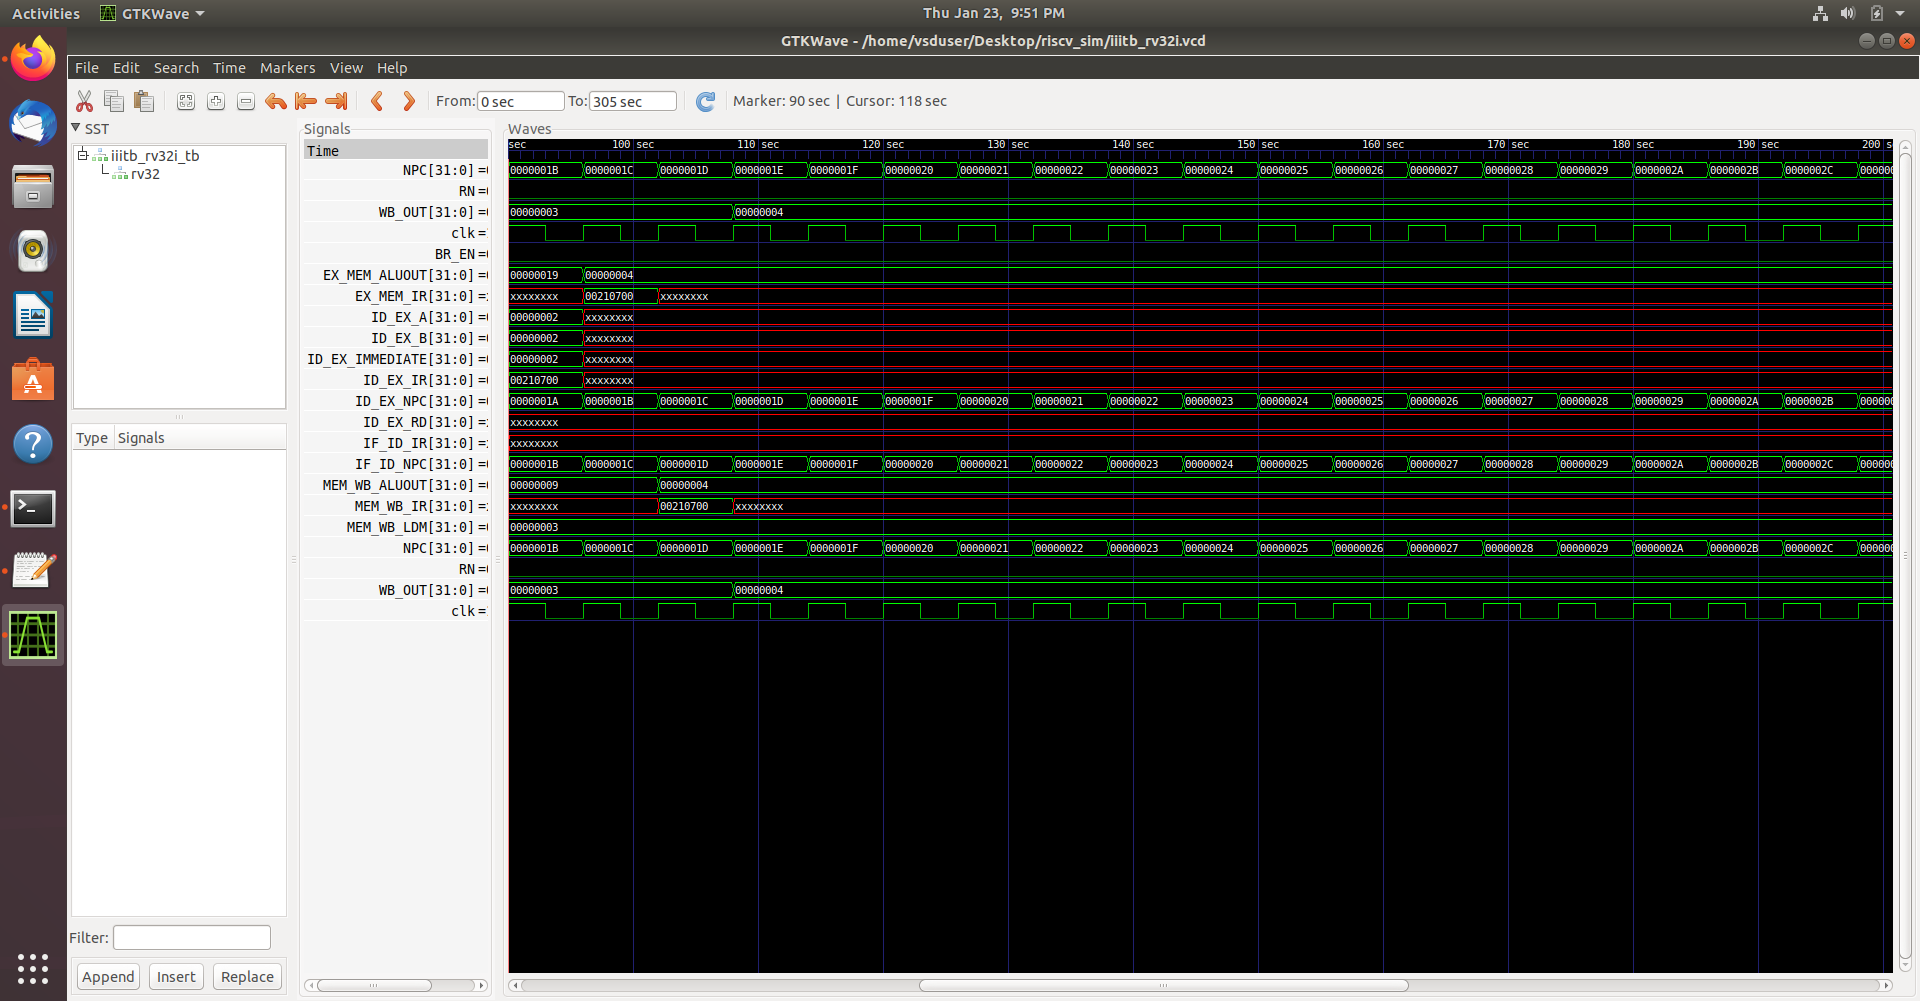 Activities GTKWave Thu Jan 23, 9:51 PM
GTKWave - /home/vsduser/Desktop/riscv_sim/iiitb_rv32i.vcd
File Edit Search Time Markers View Help
From: 0 sec To: 305 sec Marker: 90 sec | Cursor: 118 sec
SST
iiitb_rv32i_tb
rv32
Type Signals
Filter:
Append Insert Replace
Signals
Time
NPC[31:0] =
RN =
WB_OUT[31:0] =
clk =
BR_EN =
EX_MEM_ALUOUT[31:0] =
EX_MEM_IR[31:0] =
ID_EX_A[31:0] =
ID_EX_B[31:0] =
ID_EX_IMMEDIATE[31:0] =
ID_EX_IR[31:0] =
ID_EX_NPC[31:0] =
ID_EX_RD[31:0] =
IF_ID_IR[31:0] =
IF_ID_NPC[31:0] =
MEM_WB_ALUOUT[31:0] =
MEM_WB_IR[31:0] =
MEM_WB_LDM[31:0] =
NPC[31:0] =
RN =
WB_OUT[31:0] =
clk =
Waves
sec 100 sec 110 sec 120 sec 130 sec 140 sec 150 sec 160 sec 170 sec 180 sec 190 sec 200 s
0000001B 0000001C 0000001D 0000001E 0000001F 00000020 00000021 00000022 00000023 00000024 00000025 00000026 00000027 00000028 00000029 0000002A 0000002B 0000002C 00000
00000003 00000004
00000019 00000004
xxxxxxxx 00210700 xxxxxxxx
00000002 xxxxxxxx
00000002 xxxxxxxx
00000002 xxxxxxxx
00210700 xxxxxxxx
0000001A 0000001B 0000001C 0000001D 0000001E 0000001F 00000020 00000021 00000022 00000023 00000024 00000025 00000026 00000027 00000028 00000029 0000002A 0000002B 00000
xxxxxxxx
xxxxxxxx
0000001B 0000001C 0000001D 0000001E 0000001F 00000020 00000021 00000022 00000023 00000024 00000025 00000026 00000027 00000028 00000029 0000002A 0000002B 0000002C 00000
00000009 00000004
xxxxxxxx 00210700 xxxxxxxx
00000003
0000001B 0000001C 0000001D 0000001E 0000001F 00000020 00000021 00000022 00000023 00000024 00000025 00000026 00000027 00000028 00000029 0000002A 0000002B 0000002C 00000
00000003 00000004